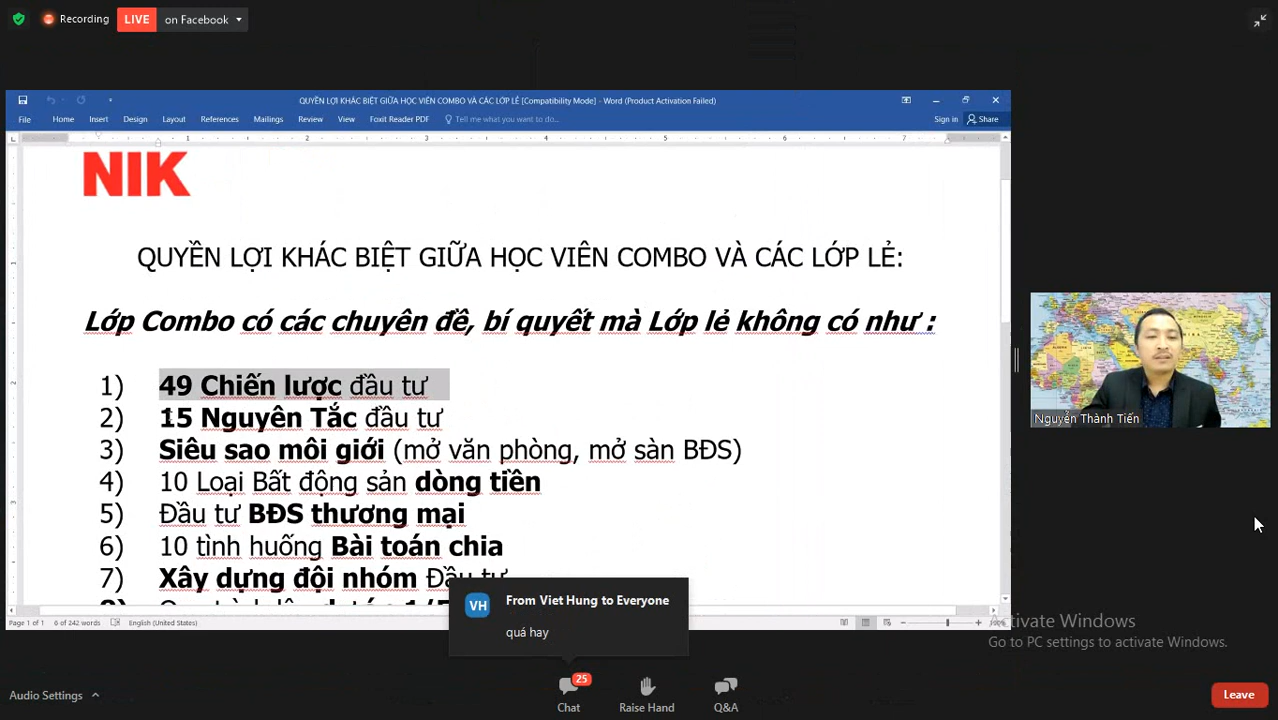 Recording
LIVE on Facebook
QUYỀN LỢI KHÁC BIỆT GIỮA HỌC VIÊN COMBO VÀ CÁC LỚP LẺ [Compatibility Mode] - Word (Product Activation Failed)
File Home Insert Design Layout References Mailings Review View Foxit Reader PDF Tell me what you want to do... Sign in Share
1 2 3 4 5 6 7
NIK
QUYỀN LỢI KHÁC BIỆT GIỮA HỌC VIÊN COMBO VÀ CÁC LỚP LẺ:
Lớp Combo có các chuyên đề, bí quyết mà Lớp lẻ không có như :
1) 49 Chiến lược đầu tư
2) 15 Nguyên Tắc đầu tư
3) Siêu sao môi giới (mở văn phòng, mở sàn BĐS)
4) 10 Loại Bất động sản dòng tiền
5) Đầu tư BĐS thương mại
6) 10 tình huống Bài toán chia
7) Xây dựng đội nhóm Đầu tư
Nguyễn Thành Tiến
From Viet Hung to Everyone
VH
quá hay
Page 1 of 1 6 of 242 words English (United States)
Activate Windows
Go to PC settings to activate Windows.
Audio Settings
25
Chat
Raise Hand
Q&A
Leave